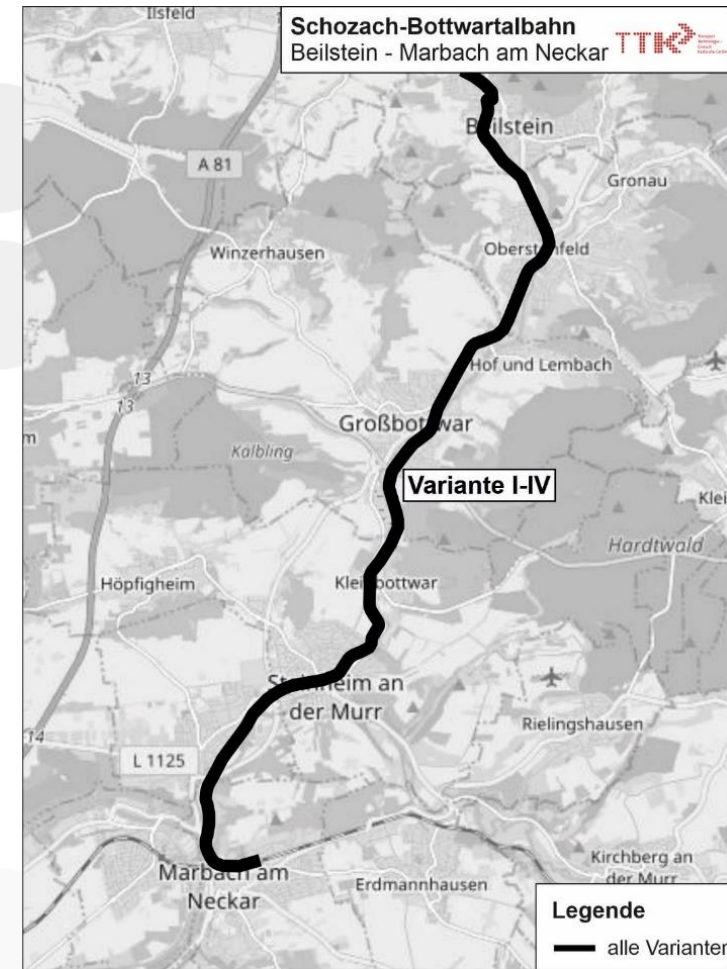 Ilsfeld
Schozach-Bottwartalbahn
Beilstein - Marbach am Neckar
TTK
Beilstein
A 81
Gronau
Winzerhausen
Oberstenfeld
Hof und Lembach
13
13
Großbottwar
Kalbling
Variante I-IV
Klei
Hardtwald
Höpfigheim
Kleinbottwar
Steinheim an
der Murr
Rielingshausen
14
L 1125
Marbach am
Neckar
Erdmannhausen
Kirchberg an
der Murr
Legende
alle Varianten